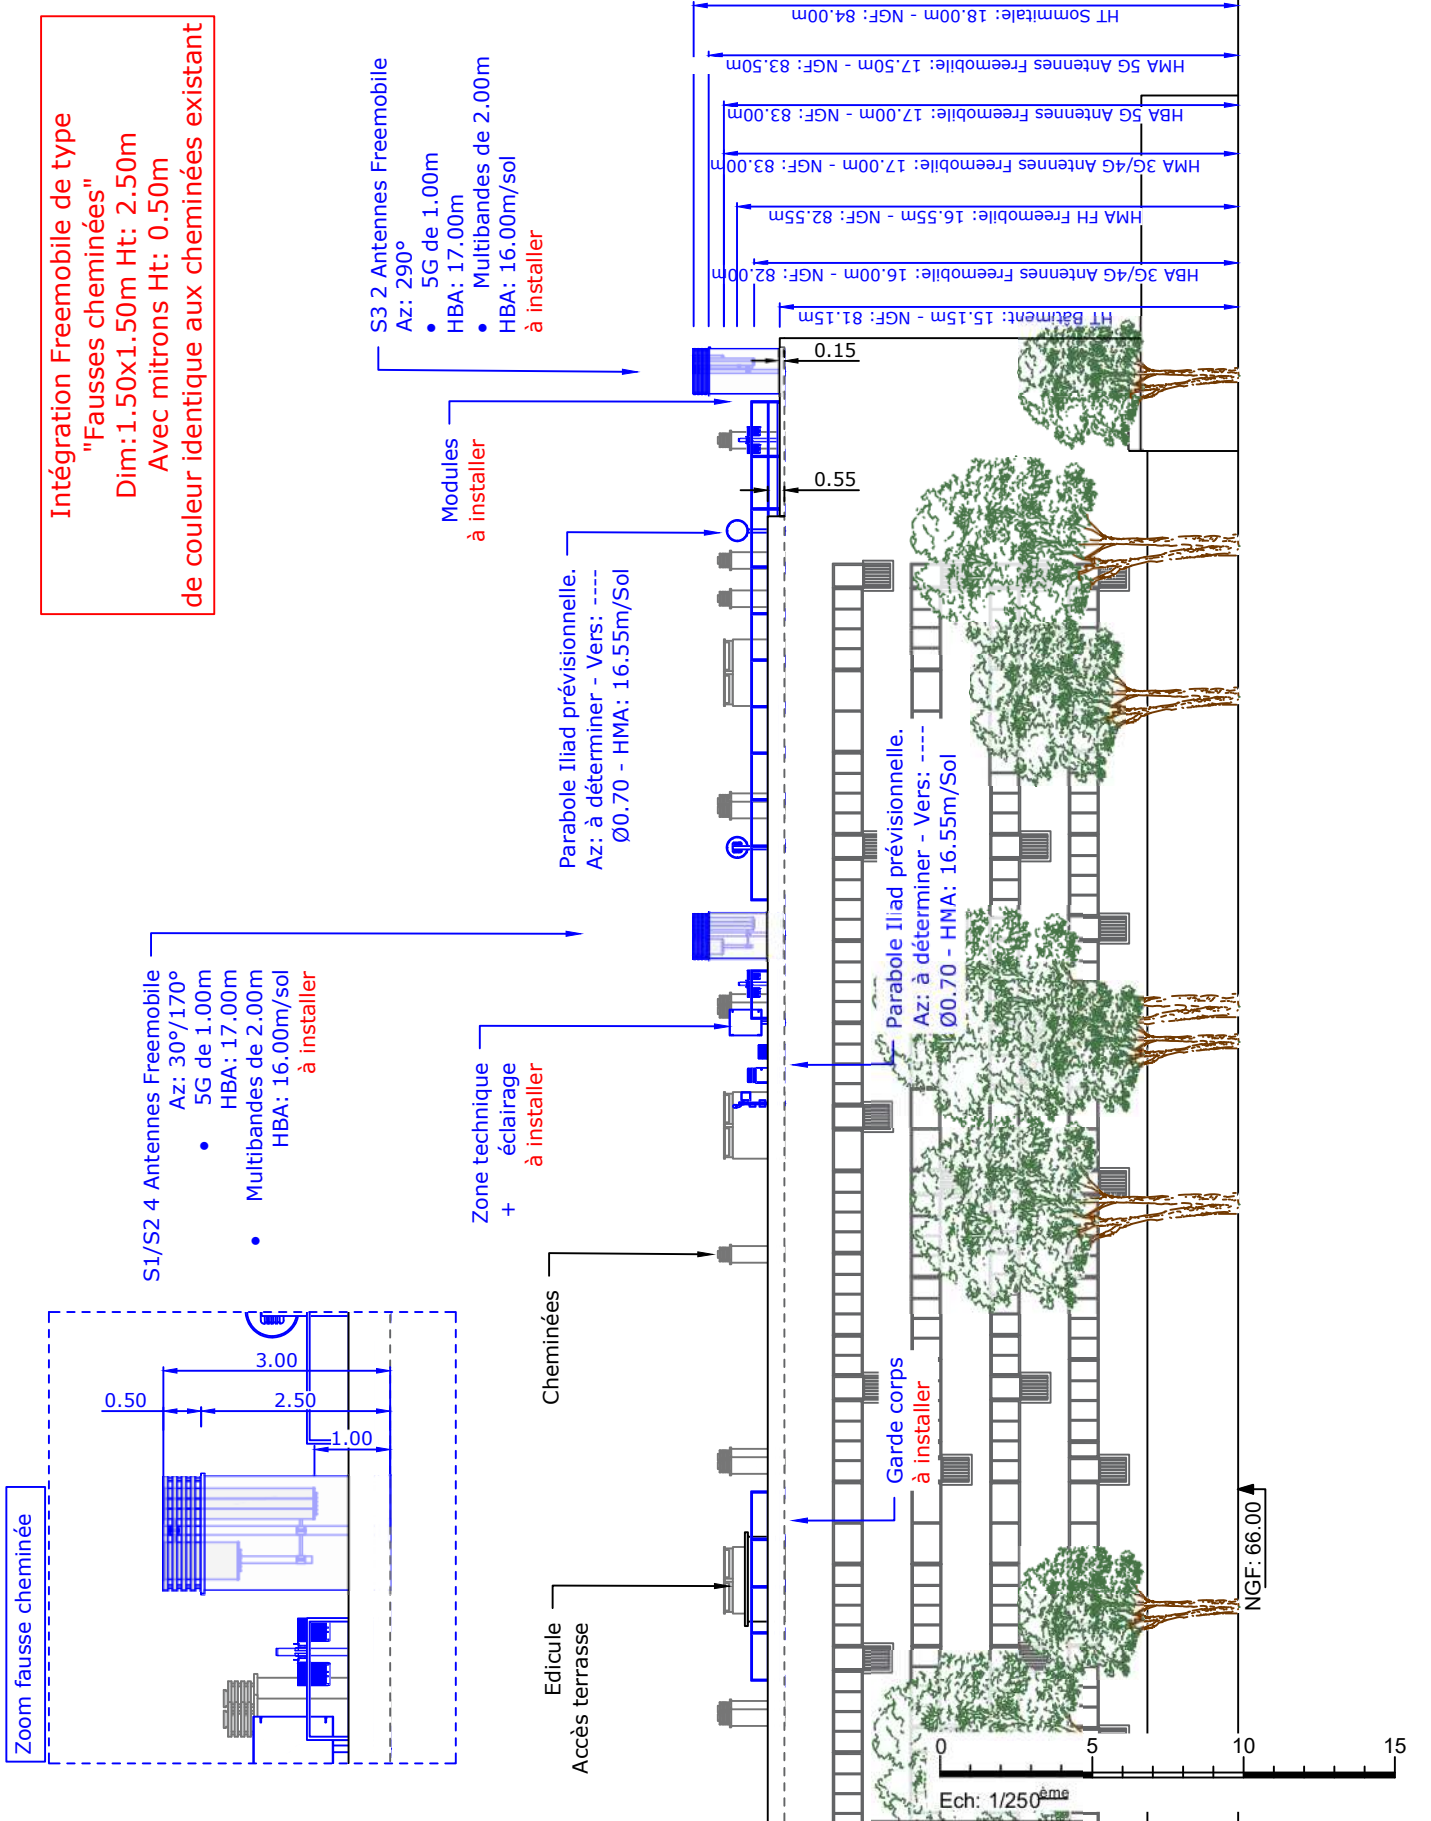 Intégration Freemobile de type
"Fausses cheminées"
Dim:1.50x1.50m Ht: 2.50m
Avec mitrons Ht: 0.50m
de couleur identique aux cheminées existant
S3 2 Antennes Freemobile
Az: 290°
• 5G de 1.00m
HBA: 17.00m
• Multibandes de 2.00m
HBA: 16.00m/sol
à installer
Modules
à installer
Parabole Iliad prévisionnelle.
Az: à déterminer - Vers: ----
Ø0.70 - HMA: 16.55m/Sol
S1/S2 4 Antennes Freemobile
Az: 30°/170°
• 5G de 1.00m
HBA: 17.00m
• Multibandes de 2.00m
HBA: 16.00m/sol
à installer
Zone technique
+ éclairage
à installer
Cheminées
Edicule
Accès terrasse
Zoom fausse cheminée
3.00
0.50
2.50
1.00
HT Sommitale: 18.00m - NGF: 84.00m
HMA 5G Antennes Freemobile: 17.50m - NGF: 83.50m
HBA 5G Antennes Freemobile: 17.00m - NGF: 83.00m
HMA 3G/4G Antennes Freemobile: 17.00m - NGF: 83.00m
HMA FH Freemobile: 16.55m - NGF: 82.55m
HBA 3G/4G Antennes Freemobile: 16.00m - NGF: 82.00m
HT Bâtiment: 15.15m - NGF: 81.15m
0.15
0.55
Parabole Iliad prévisionnelle.
Az: à déterminer - Vers: ----
Ø0.70 - HMA: 16.55m/Sol
Garde corps
à installer
NGF: 66.00
0 5 10 15
Ech: 1/250ème